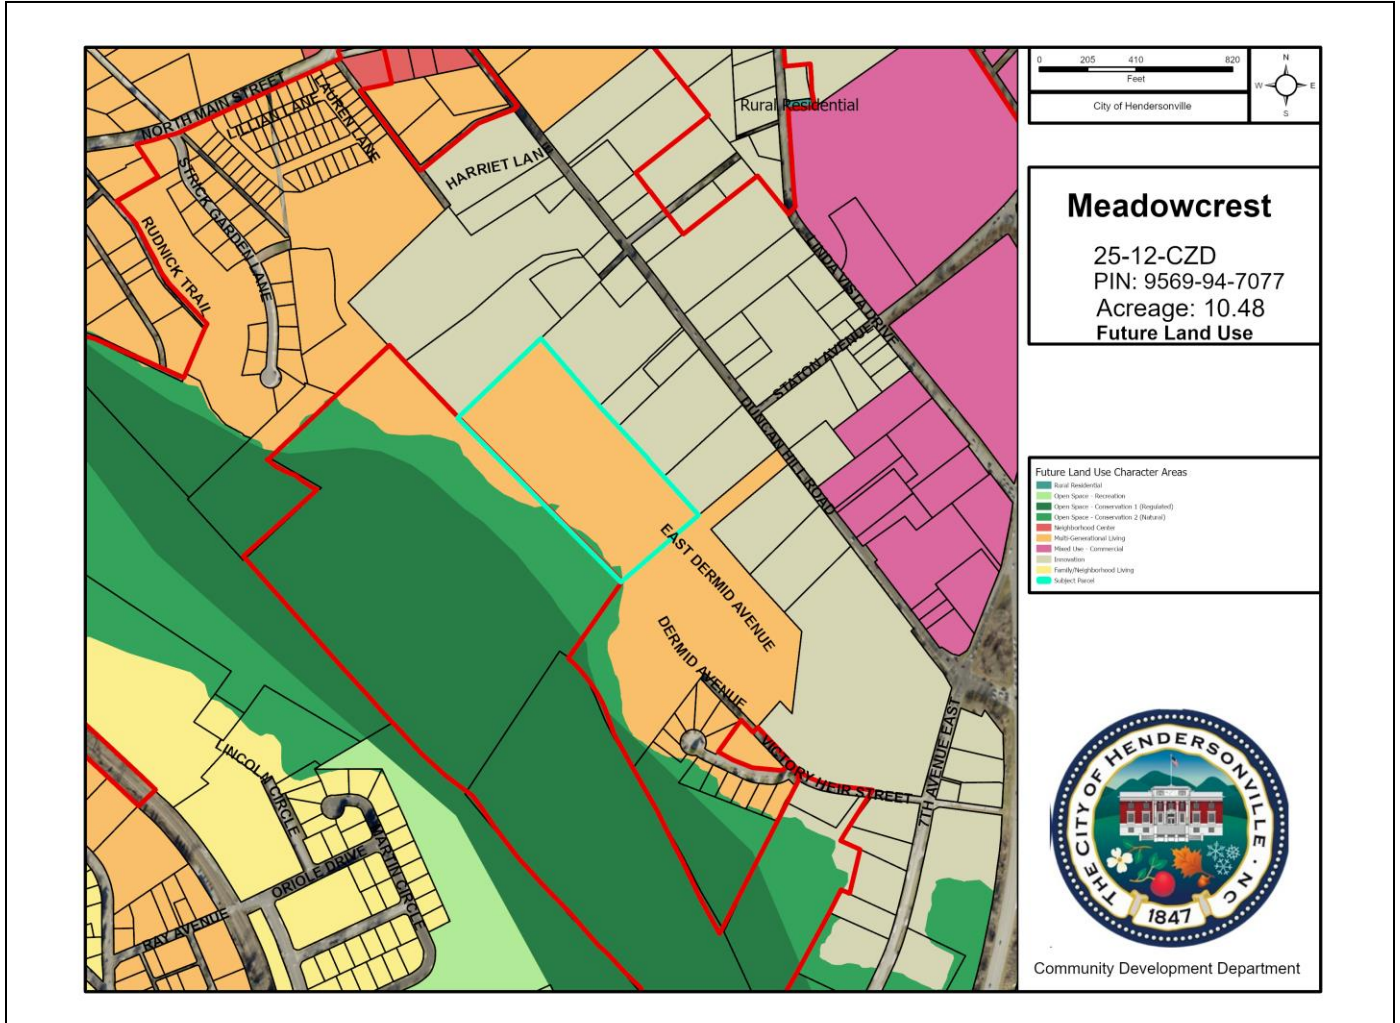 0 205 410 820
Feet
City of Hendersonville
N
W E
S
Meadowcrest
25-12-CZD
PIN: 9569-94-7077
Acreage: 10.48
Future Land Use
Future Land Use Character Areas
Rural Residential
Open Space - Recreation
Open Space - Conservation 1 (Regulated)
Open Space - Conservation 2 (Natural)
Neighborhood Center
Multi-Generational Living
Mixed Use - Commercial
Innovation
Family/Neighborhood Living
Subject Parcel
THE CITY OF HENDERSONVILLE · NC
1847
Community Development Department
NORTH MAIN STREET
LILLIAN LANE
LAUREN LANE
STRICK GARDEN LANE
RUDNICK TRAIL
HARRIET LANE
Rural Residential
LINDA VISTA DRIVE
STATON AVENUE
DUNCAN HILL ROAD
EAST DERMID AVENUE
DERMID AVENUE
VICTORY HEIR STREET
7TH AVENUE EAST
LINCOLN CIRCLE
MARTIN CIRCLE
ORIOLE DRIVE
RAY AVENUE